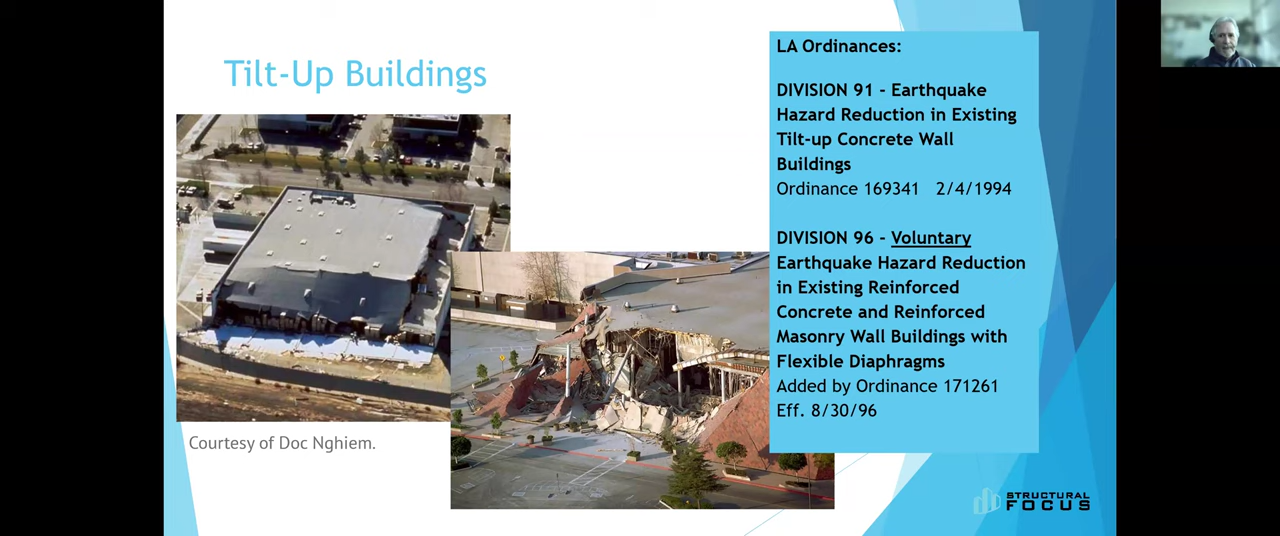 Tilt-Up Buildings
Courtesy of Doc Nghiem.
LA Ordinances:
DIVISION 91 - Earthquake
Hazard Reduction in Existing
Tilt-up Concrete Wall
Buildings
Ordinance 169341 2/4/1994
DIVISION 96 - Voluntary
Earthquake Hazard Reduction
in Existing Reinforced
Concrete and Reinforced
Masonry Wall Buildings with
Flexible Diaphragms
Added by Ordinance 171261
Eff. 8/30/96
STRUCTURAL
FOCUS